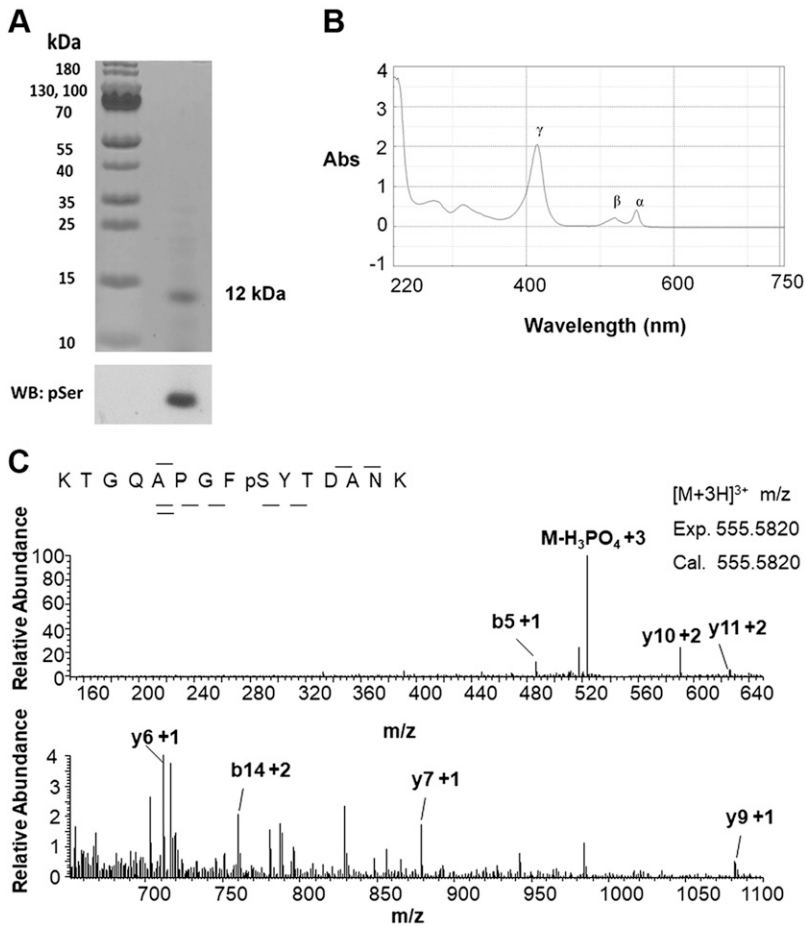 A
kDa
180
130, 100
70
55
40
35
25
15
10
12 kDa
WB: pSer
B
Abs
4
3
2
1
0
-1
γ
β
α
220
400
600
750
Wavelength (nm)
C
K T G Q A P G F pS Y T D A N K
[M+3H]³⁺ m/z
Exp. 555.5820
Cal. 555.5820
Relative Abundance
100
80
60
40
20
0
b5 +1
M-H₃PO₄ +3
y10 +2
y11 +2
160 200 240 280 320 360 400 440 480 520 560 600 640
m/z
Relative Abundance
4
3
2
1
0
y6 +1
b14 +2
y7 +1
y9 +1
700 750 800 850 900 950 1000 1050 1100
m/z